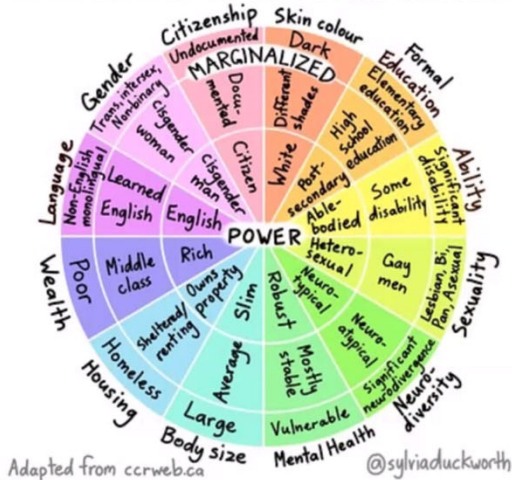 Citizenship
Undocumented
Docu-
mented
Citizen
Skin colour
Dark
Different
shades
White
Formal
Education
Elementary
education
High
School
education
Post-
secondary
Ability
Significant
disability
Some
disability
Able-
bodied
Sexuality
Lesbian, Bi,
Pan, Asexual
Gay
men
Hetero-
sexual
Neuro-
diversity
Significant
neurodivergence
Neuro-
atypical
Neuro-
typical
Mental Health
Vulnerable
Mostly
stable
Robust
Body size
Large
Average
Slim
Housing
Homeless
Sheltered/
renting
Owns
property
Wealth
Poor
Middle
class
Rich
Language
Non-English
monolingual
Learned
English
English
Gender
Trans, intersex,
Nonbinary
cisgender
woman
cisgender
man
MARGINALIZED
POWER
Adapted from ccrweb.ca
@sylviaduckworth